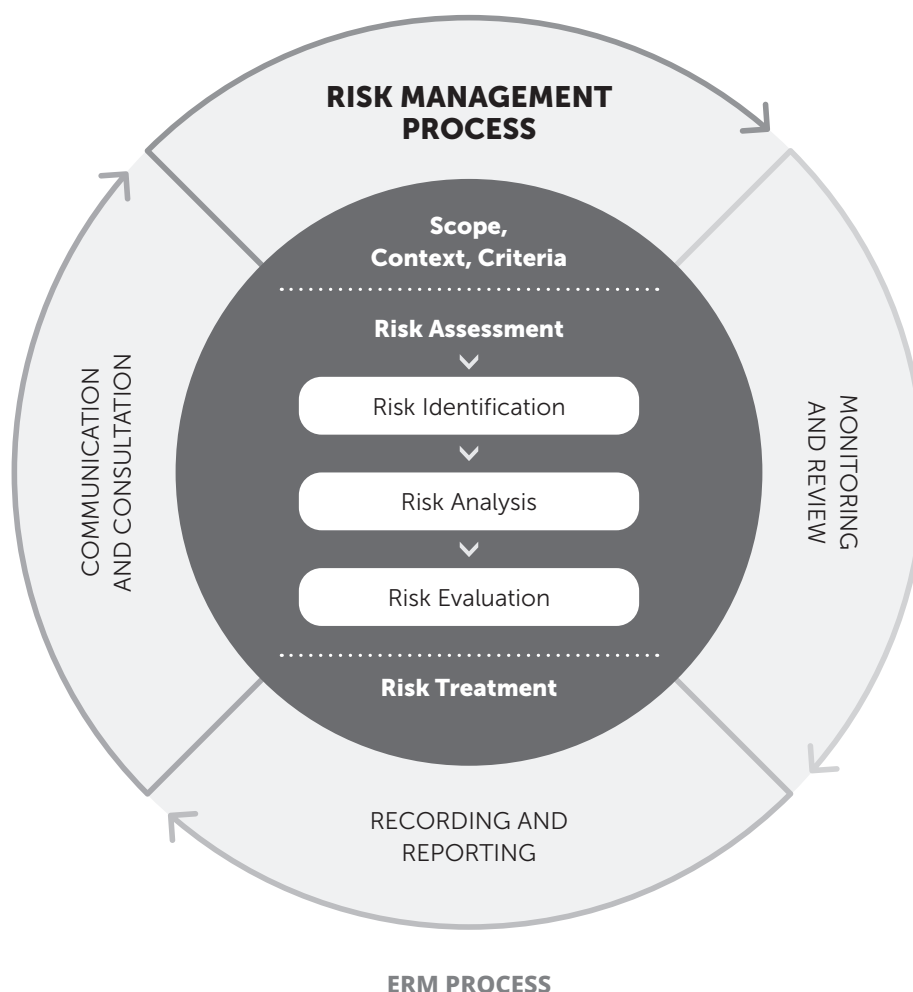 RISK MANAGEMENT
PROCESS
Scope,
Context, Criteria
Risk Assessment
Risk Identification
Risk Analysis
Risk Evaluation
Risk Treatment
COMMUNICATION
AND CONSULTATION
MONITORING
AND REVIEW
RECORDING AND
REPORTING
ERM PROCESS